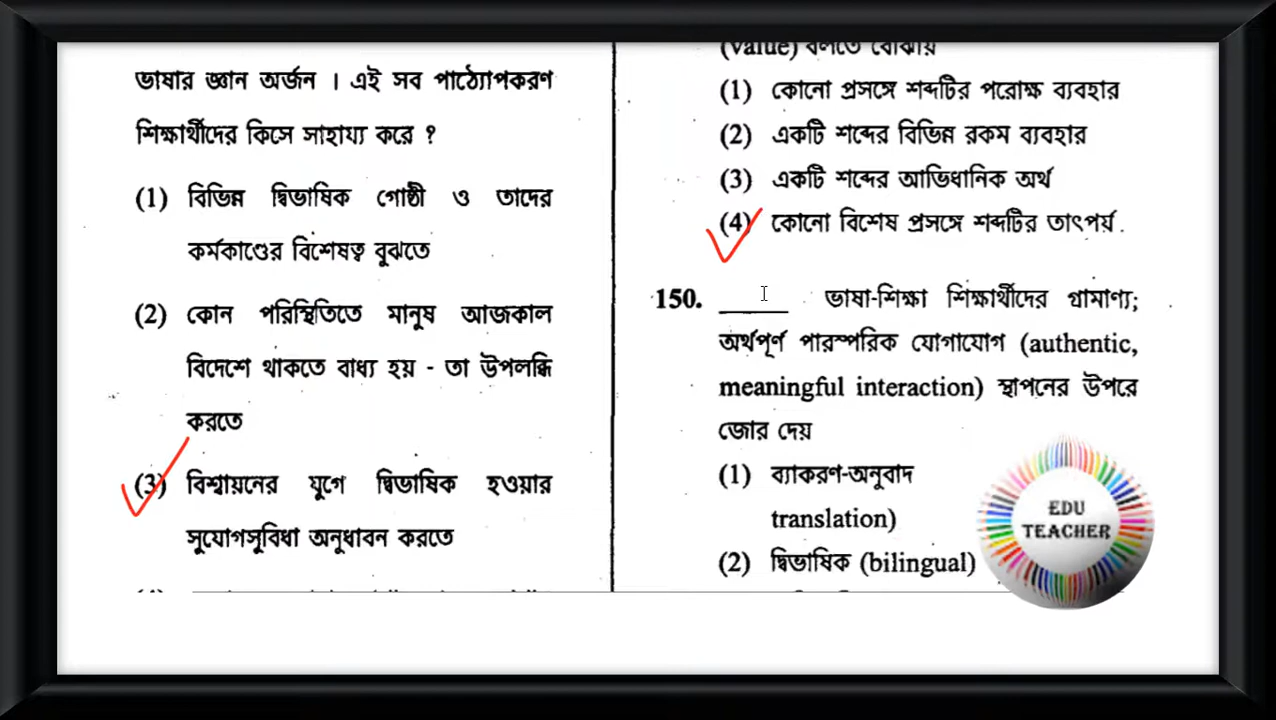 ভাষার জ্ঞান অর্জন । এই সব পাঠ্যোপকরণ
শিক্ষার্থীদের কিসে সাহায্য করে ?
(1) বিভিন্ন দ্বিভাষিক গোষ্ঠী ও তাদের
কর্মকাণ্ডের বিশেষত্ব বুঝতে
(2) কোন পরিস্থিতিতে মানুষ আজকাল
বিদেশে থাকতে বাধ্য হয় - তা উপলব্ধি
করতে
(3) বিশ্বায়নের যুগে দ্বিভাষিক হওয়ার
সুযোগসুবিধা অনুধাবন করতে
(value) বলতে বোঝায়
(1) কোনো প্রসঙ্গে শব্দটির পরোক্ষ ব্যবহার
(2) একটি শব্দের বিভিন্ন রকম ব্যবহার
(3) একটি শব্দের আভিধানিক অর্থ
(4) কোনো বিশেষ প্রসঙ্গে শব্দটির তাৎপর্য .
150. ______ ভাষা-শিক্ষা শিক্ষার্থীদের গ্রামাণ্য;
অর্থপূর্ণ পারস্পরিক যোগাযোগ (authentic,
meaningful interaction) স্থাপনের উপরে
জোর দেয়
(1) ব্যাকরণ-অনুবাদ
translation)
(2) দ্বিভাষিক (bilingual)
EDU
TEACHER